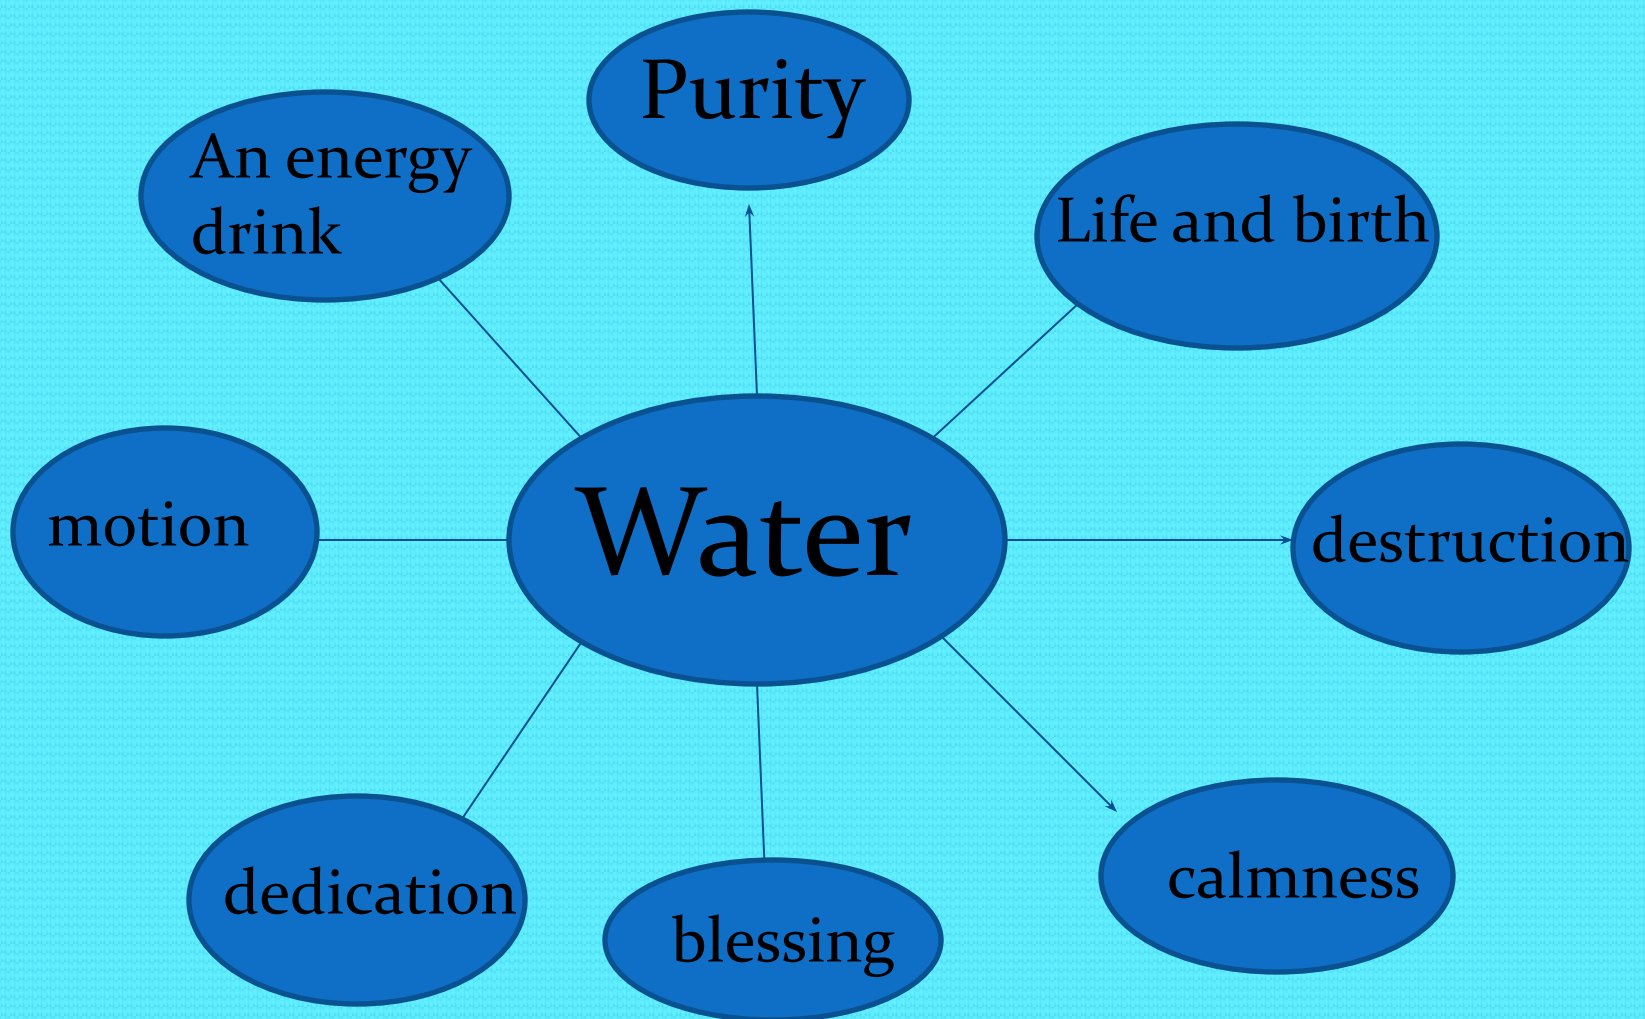 Purity
An energy
drink
Life and birth
motion
Water
destruction
dedication
blessing
calmness